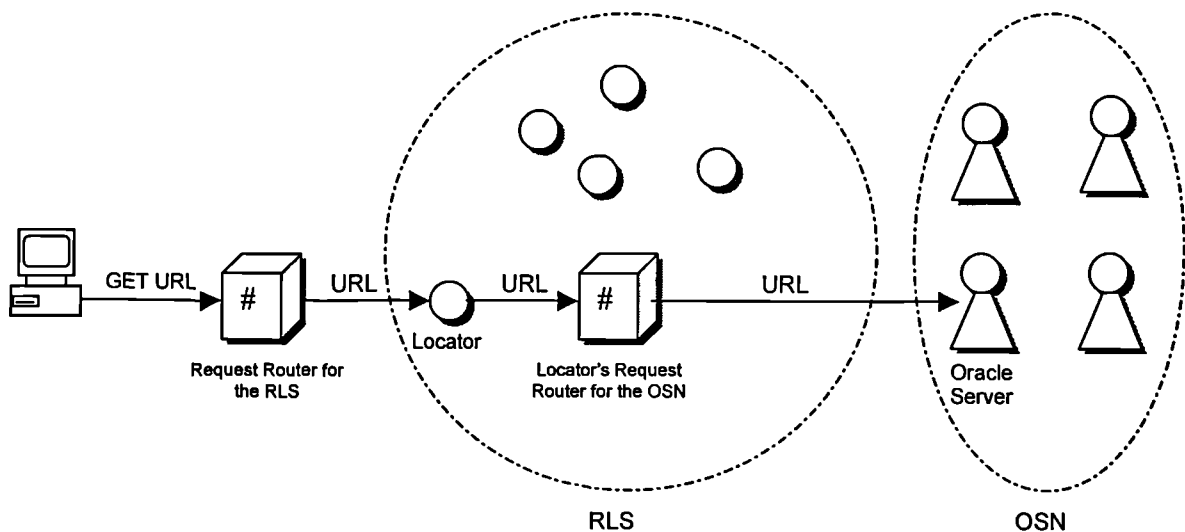 GET URL
#
URL
URL
#
URL
Locator
Request Router for
the RLS
Locator's Request
Router for the OSN
Oracle
Server
RLS
OSN